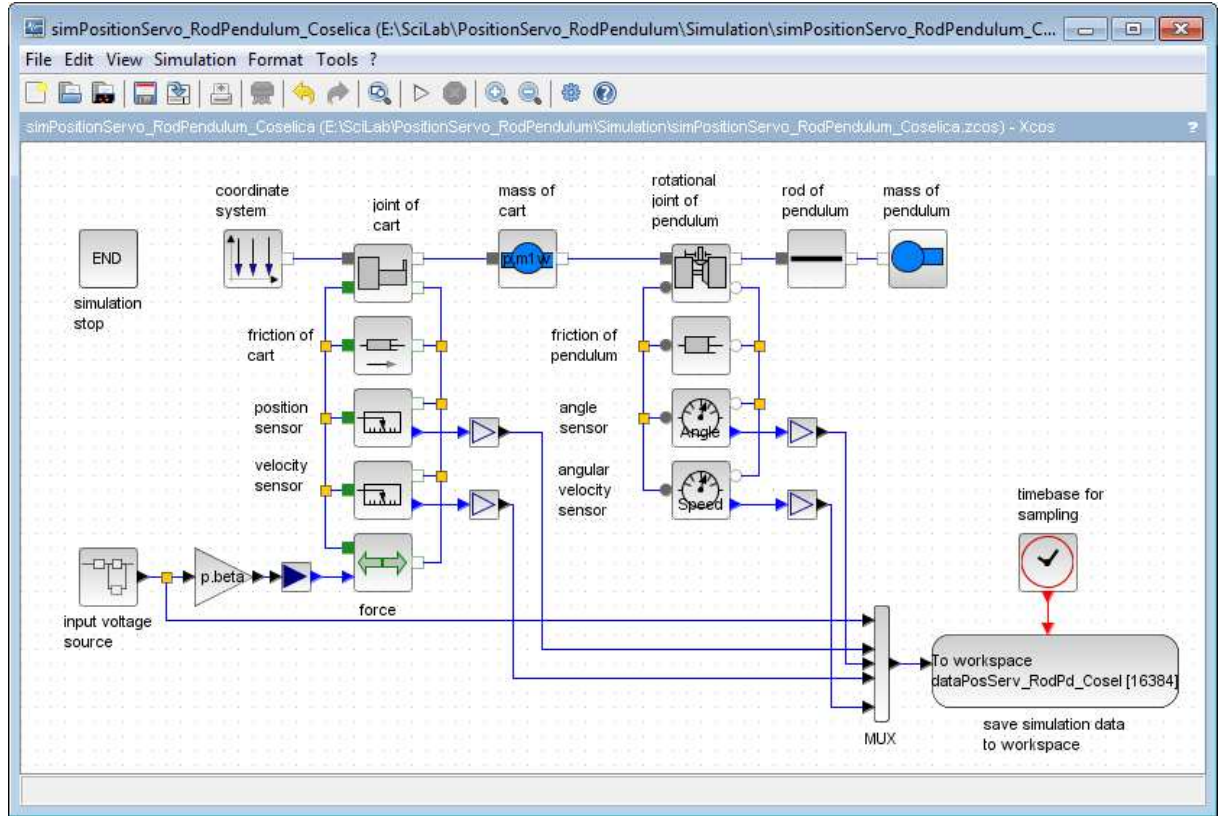 simPositionServo_RodPendulum_Coselica (E:\SciLab\PositionServo_RodPendulum\Simulation\simPositionServo_RodPendulum_C...
File Edit View Simulation Format Tools ?
simPositionServo_RodPendulum_Coselica (E:\SciLab\PositionServo_RodPendulum\Simulation\simPositionServo_RodPendulum_Coselica.zcos) - Xcos
?
coordinate
system
joint of
cart
mass of
cart
rotational
joint of
pendulum
rod of
pendulum
mass of
pendulum
END
simulation
stop
p.m1w
friction of
cart
friction of
pendulum
position
sensor
angle
sensor
Angle
velocity
sensor
angular
velocity
sensor
Speed
timebase for
sampling
p.beta
input voltage
source
force
To workspace
dataPosServ_RodPd_Cosel [16384]
MUX
save simulation data
to workspace